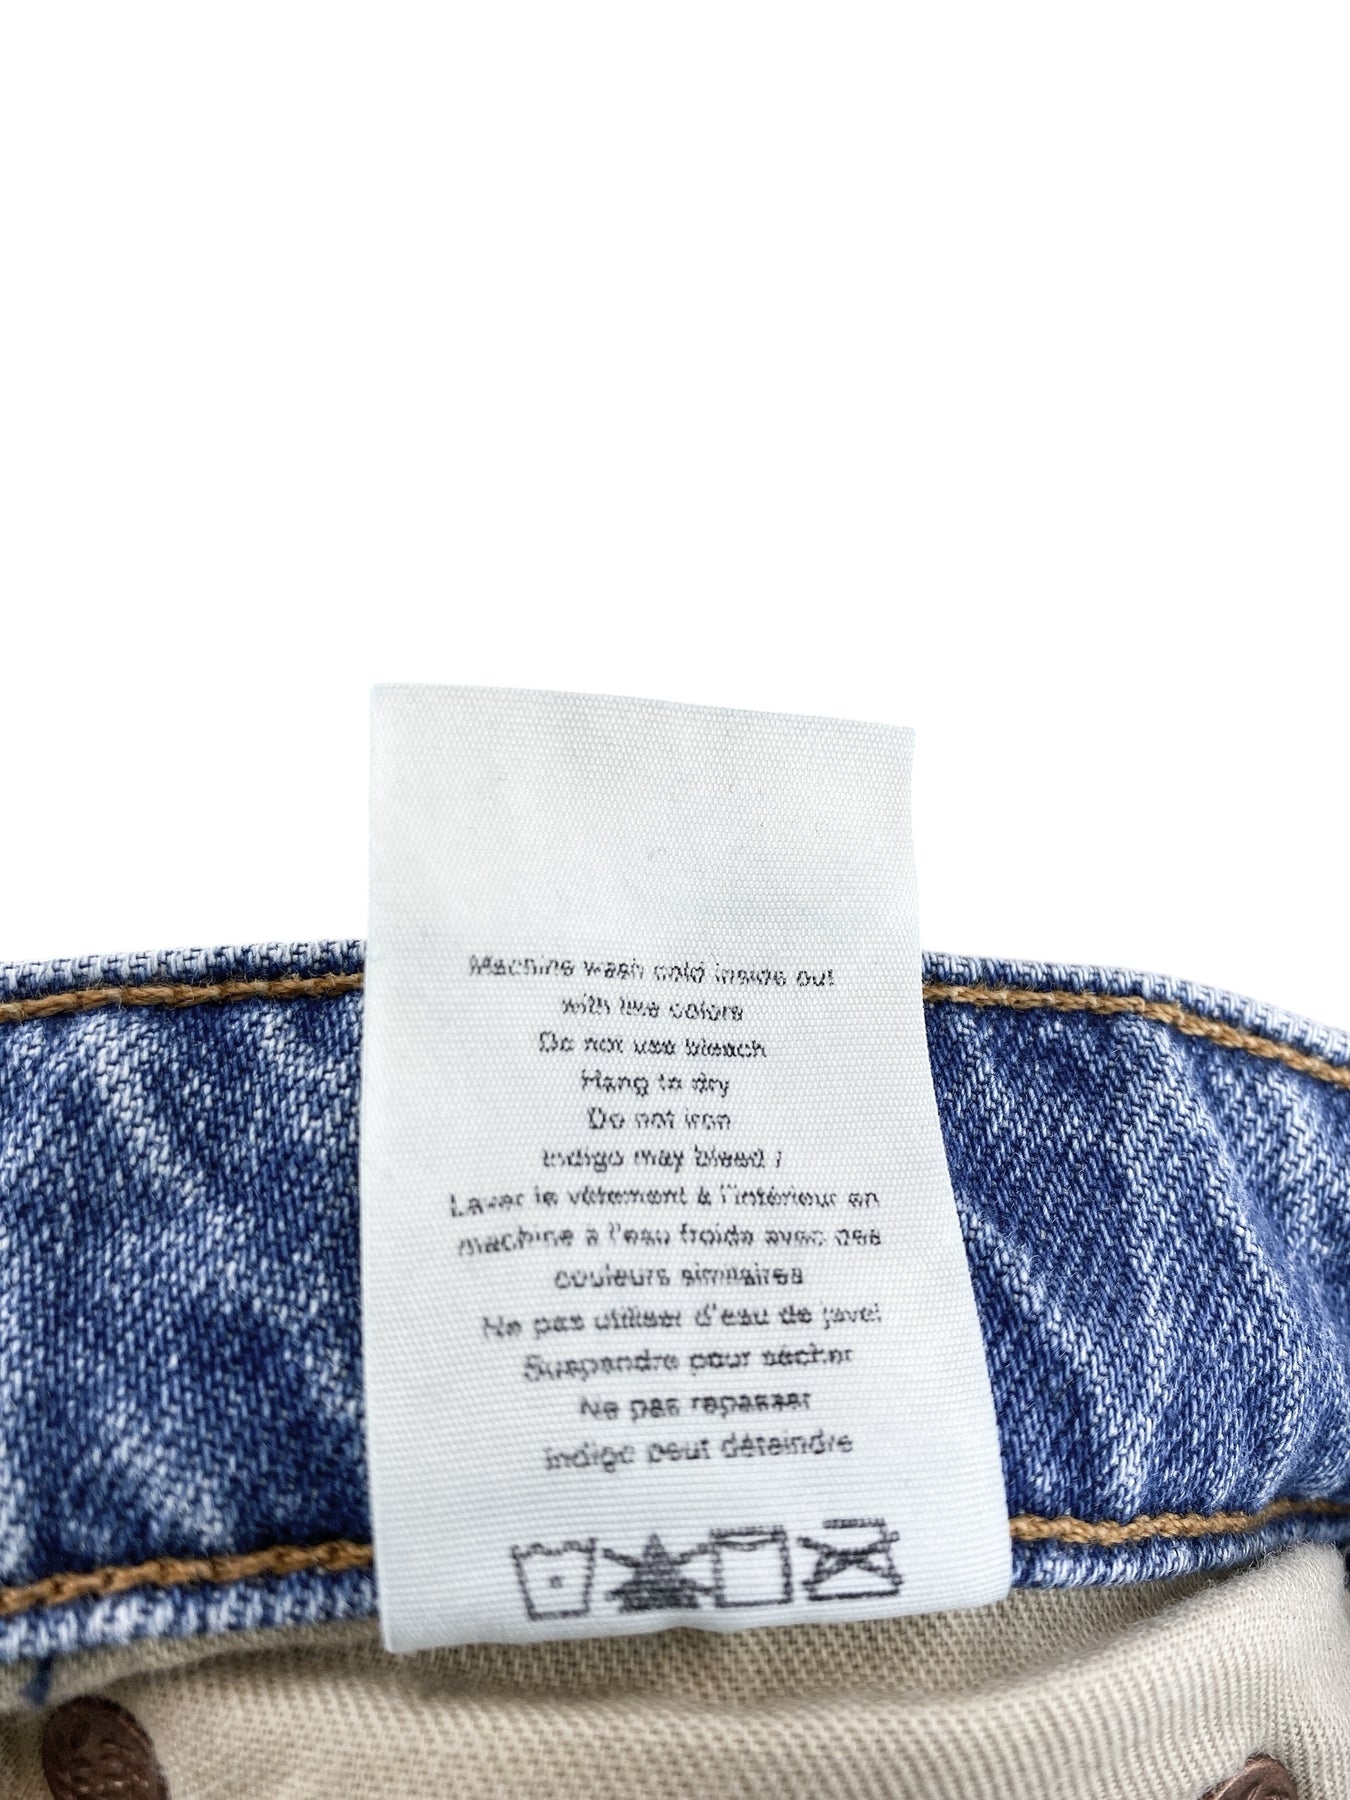 Machine wash cold inside out
with like colors
Do not use bleach
Hang to dry
Do not iron
Indigo may bleed /
Laver le vêtement à l'intérieur en
machine a l'eau froide avec des
couleurs similaires
Ne pas utiliser d'eau de javel
Suspendre pour sécher
Ne pas repasser
Indigo peut déteindre